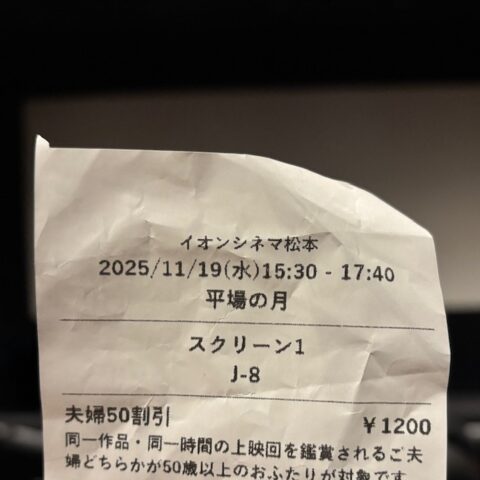 イオンシネマ松本
2025/11/19(水)15:30 - 17:40
平場の月
スクリーン1
J-8
夫婦50割引 ¥1200
同一作品・同一時間の上映回を鑑賞されるご夫
婦どちらかが50歳以上のおふたりが対象です